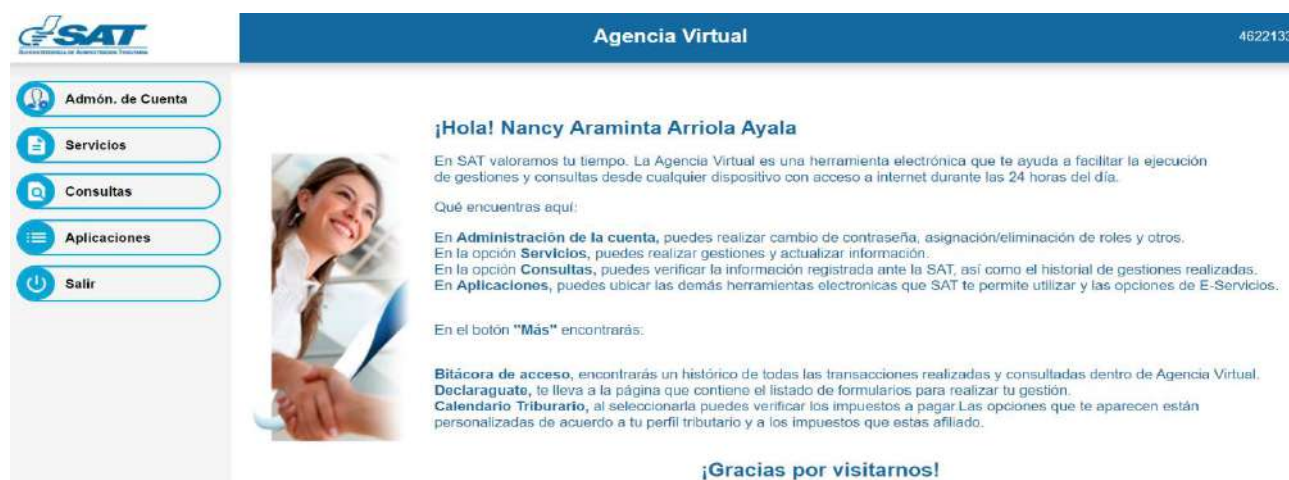 SAT
SUPERINTENDENCIA DE ADMINISTRACIÓN TRIBUTARIA
Agencia Virtual
4622133
Admón. de Cuenta
Servicios
Consultas
Aplicaciones
Salir
¡Hola! Nancy Araminta Arriola Ayala
En SAT valoramos tu tiempo. La Agencia Virtual es una herramienta electrónica que te ayuda a facilitar la ejecución
de gestiones y consultas desde cualquier dispositivo con acceso a internet durante las 24 horas del día.
Qué encuentras aquí:
En Administración de la cuenta, puedes realizar cambio de contraseña, asignación/eliminación de roles y otros.
En la opción Servicios, puedes realizar gestiones y actualizar información.
En la opción Consultas, puedes verificar la información registrada ante la SAT, así como el historial de gestiones realizadas.
En Aplicaciones, puedes ubicar las demás herramientas electronicas que SAT te permite utilizar y las opciones de E-Servicios.
En el botón "Más" encontrarás:
Bitácora de acceso, encontrarás un histórico de todas las transacciones realizadas y consultadas dentro de Agencia Virtual.
Declaraguate, te lleva a la página que contiene el listado de formularios para realizar tu gestión.
Calendario Triburario, al seleccionarla puedes verificar los impuestos a pagar.Las opciones que te aparecen están
personalizadas de acuerdo a tu perfil tributario y a los impuestos que estas afiliado.
¡Gracias por visitarnos!